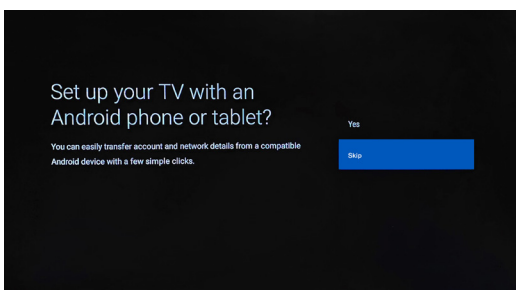 Set up your TV with an
Android phone or tablet?
You can easily transfer account and network details from a compatible
Android device with a few simple clicks.
Yes
Skip